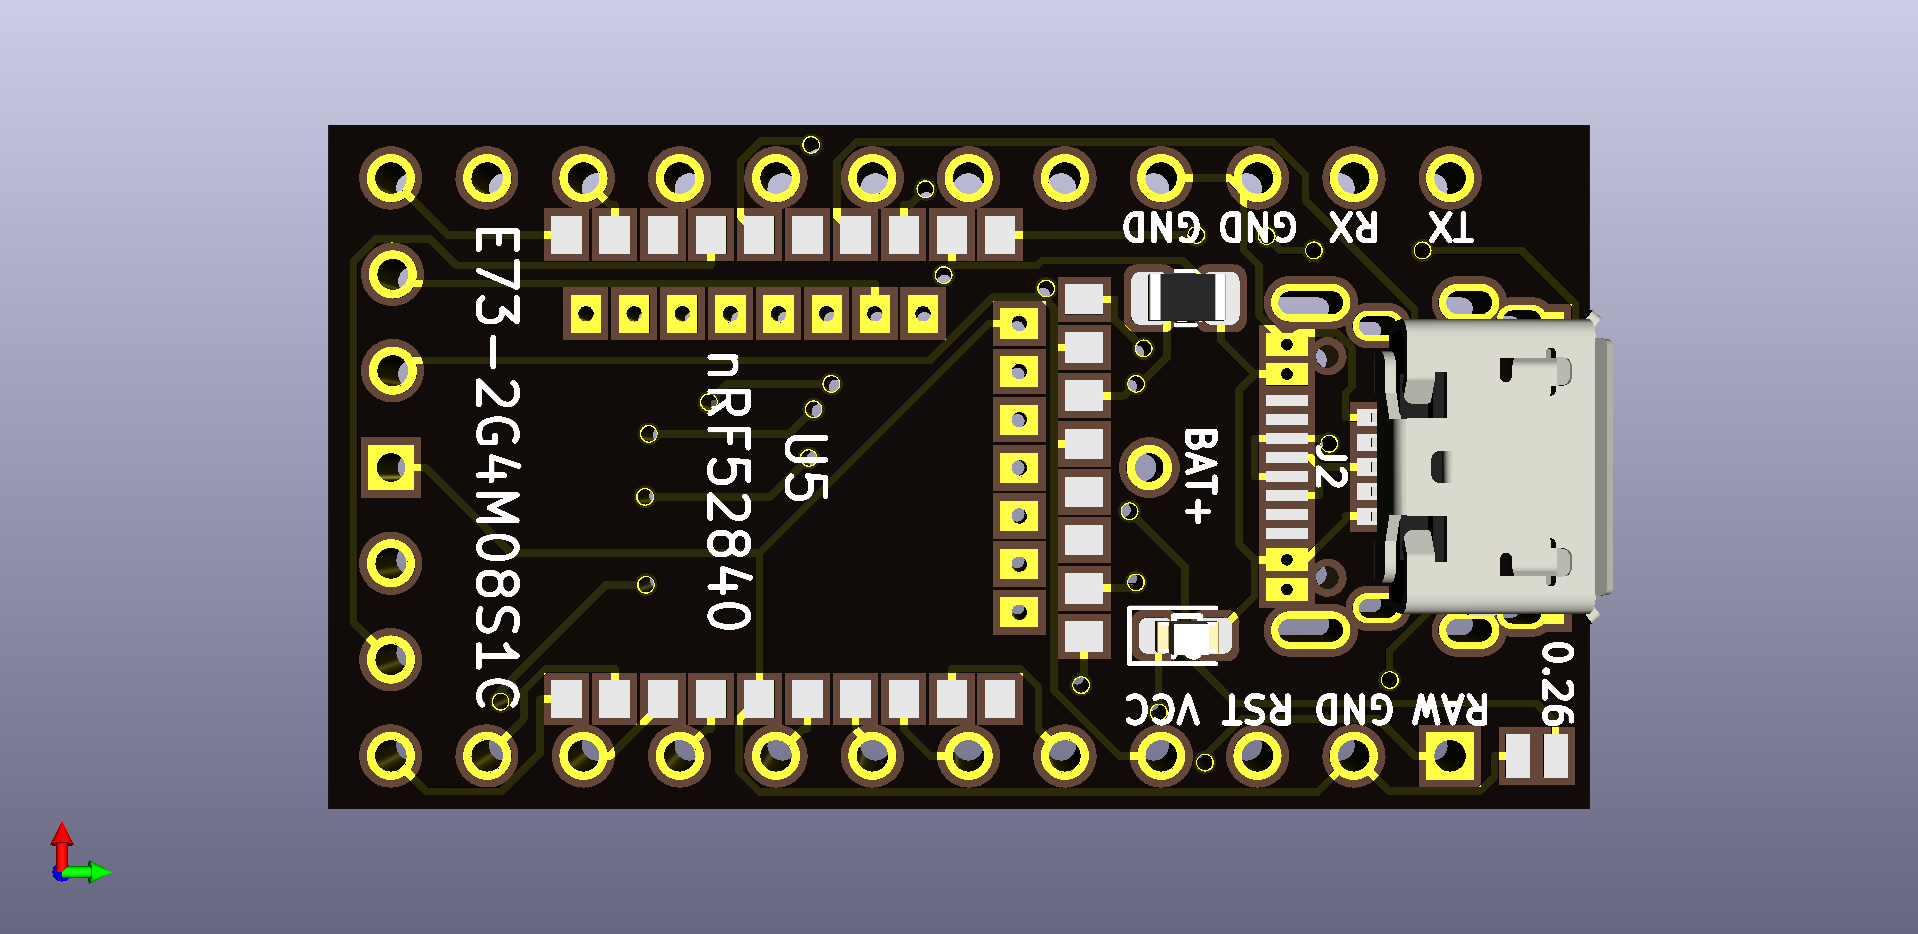 GND
GND
RX
TX
E73-2G4M08S1C
nRF52840
U5
BAT+
J2
VCC
RST
GND
RAW
0.26